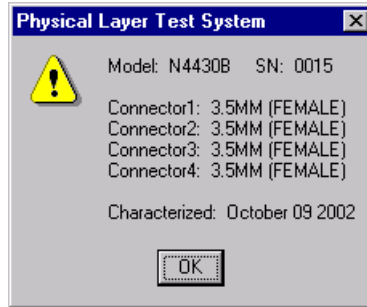 Physical Layer Test System
Model: N4430B SN: 0015
Connector1: 3.5MM (FEMALE)
Connector2: 3.5MM (FEMALE)
Connector3: 3.5MM (FEMALE)
Connector4: 3.5MM (FEMALE)
Characterized: October 09 2002
OK